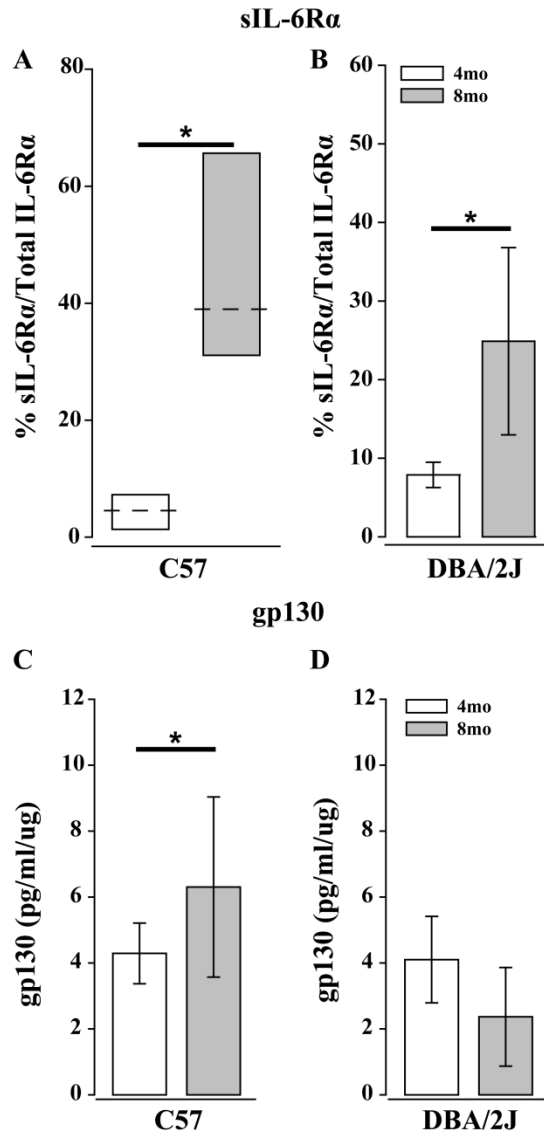 sIL-6Rα
A
B
% sIL-6Rα/Total IL-6Rα
80
60
40
20
0
*
C57
% sIL-6Rα/Total IL-6Rα
60
50
40
30
20
10
0
4mo
8mo
*
DBA/2J
gp130
C
D
gp130 (pg/ml/ug)
12
10
8
6
4
2
0
*
C57
gp130 (pg/ml/ug)
12
10
8
6
4
2
0
4mo
8mo
DBA/2J